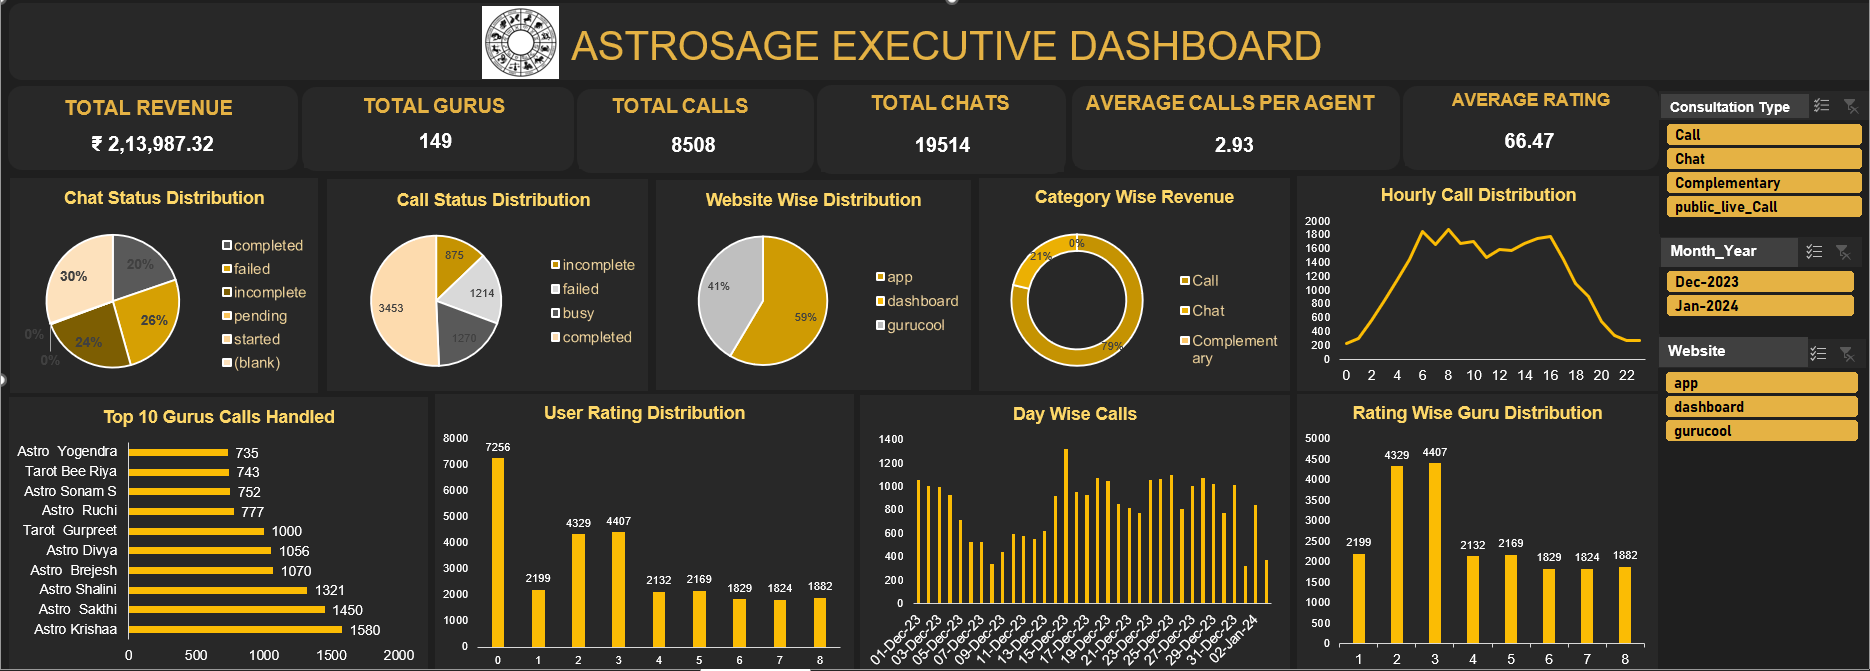 ASTROSAGE EXECUTIVE DASHBOARD
TOTAL REVENUE
₹ 2,13,987.32
TOTAL GURUS
149
TOTAL CALLS
8508
TOTAL CHATS
19514
AVERAGE CALLS PER AGENT
2.93
AVERAGE RATING
66.47
Consultation Type
Call
Chat
Complementary
public_live_Call
Month_Year
Dec-2023
Jan-2024
Website
app
dashboard
gurucool
Chat Status Distribution
20%
26%
24%
0%
0%
30%
completed
failed
incomplete
pending
started
(blank)
Call Status Distribution
875
1214
1270
3453
incomplete
failed
busy
completed
Website Wise Distribution
59%
41%
app
dashboard
gurucool
Category Wise Revenue
0%
21%
79%
Call
Chat
Complement
ary
Hourly Call Distribution
2000
1800
1600
1400
1200
1000
800
600
400
200
0
0 2 4 6 8 10 12 14 16 18 20 22
Top 10 Gurus Calls Handled
Astro Yogendra 735
Tarot Bee Riya 743
Astro Sonam S 752
Astro Ruchi 777
Tarot Gurpreet 1000
Astro Divya 1056
Astro Brejesh 1070
Astro Shalini 1321
Astro Sakthi 1450
Astro Krishaa 1580
0 500 1000 1500 2000
User Rating Distribution
8000
7000
6000
5000
4000
3000
2000
1000
0
7256 2199 4329 4407 2132 2169 1829 1824 1882
0 1 2 3 4 5 6 7 8
Day Wise Calls
1400
1200
1000
800
600
400
200
0
01-Dec-23
03-Dec-23
05-Dec-23
07-Dec-23
09-Dec-23
11-Dec-23
13-Dec-23
15-Dec-23
17-Dec-23
19-Dec-23
21-Dec-23
23-Dec-23
25-Dec-23
27-Dec-23
29-Dec-23
31-Dec-23
02-Jan-24
Rating Wise Guru Distribution
5000
4500
4000
3500
3000
2500
2000
1500
1000
500
0
2199 4329 4407 2132 2169 1829 1824 1882
1 2 3 4 5 6 7 8